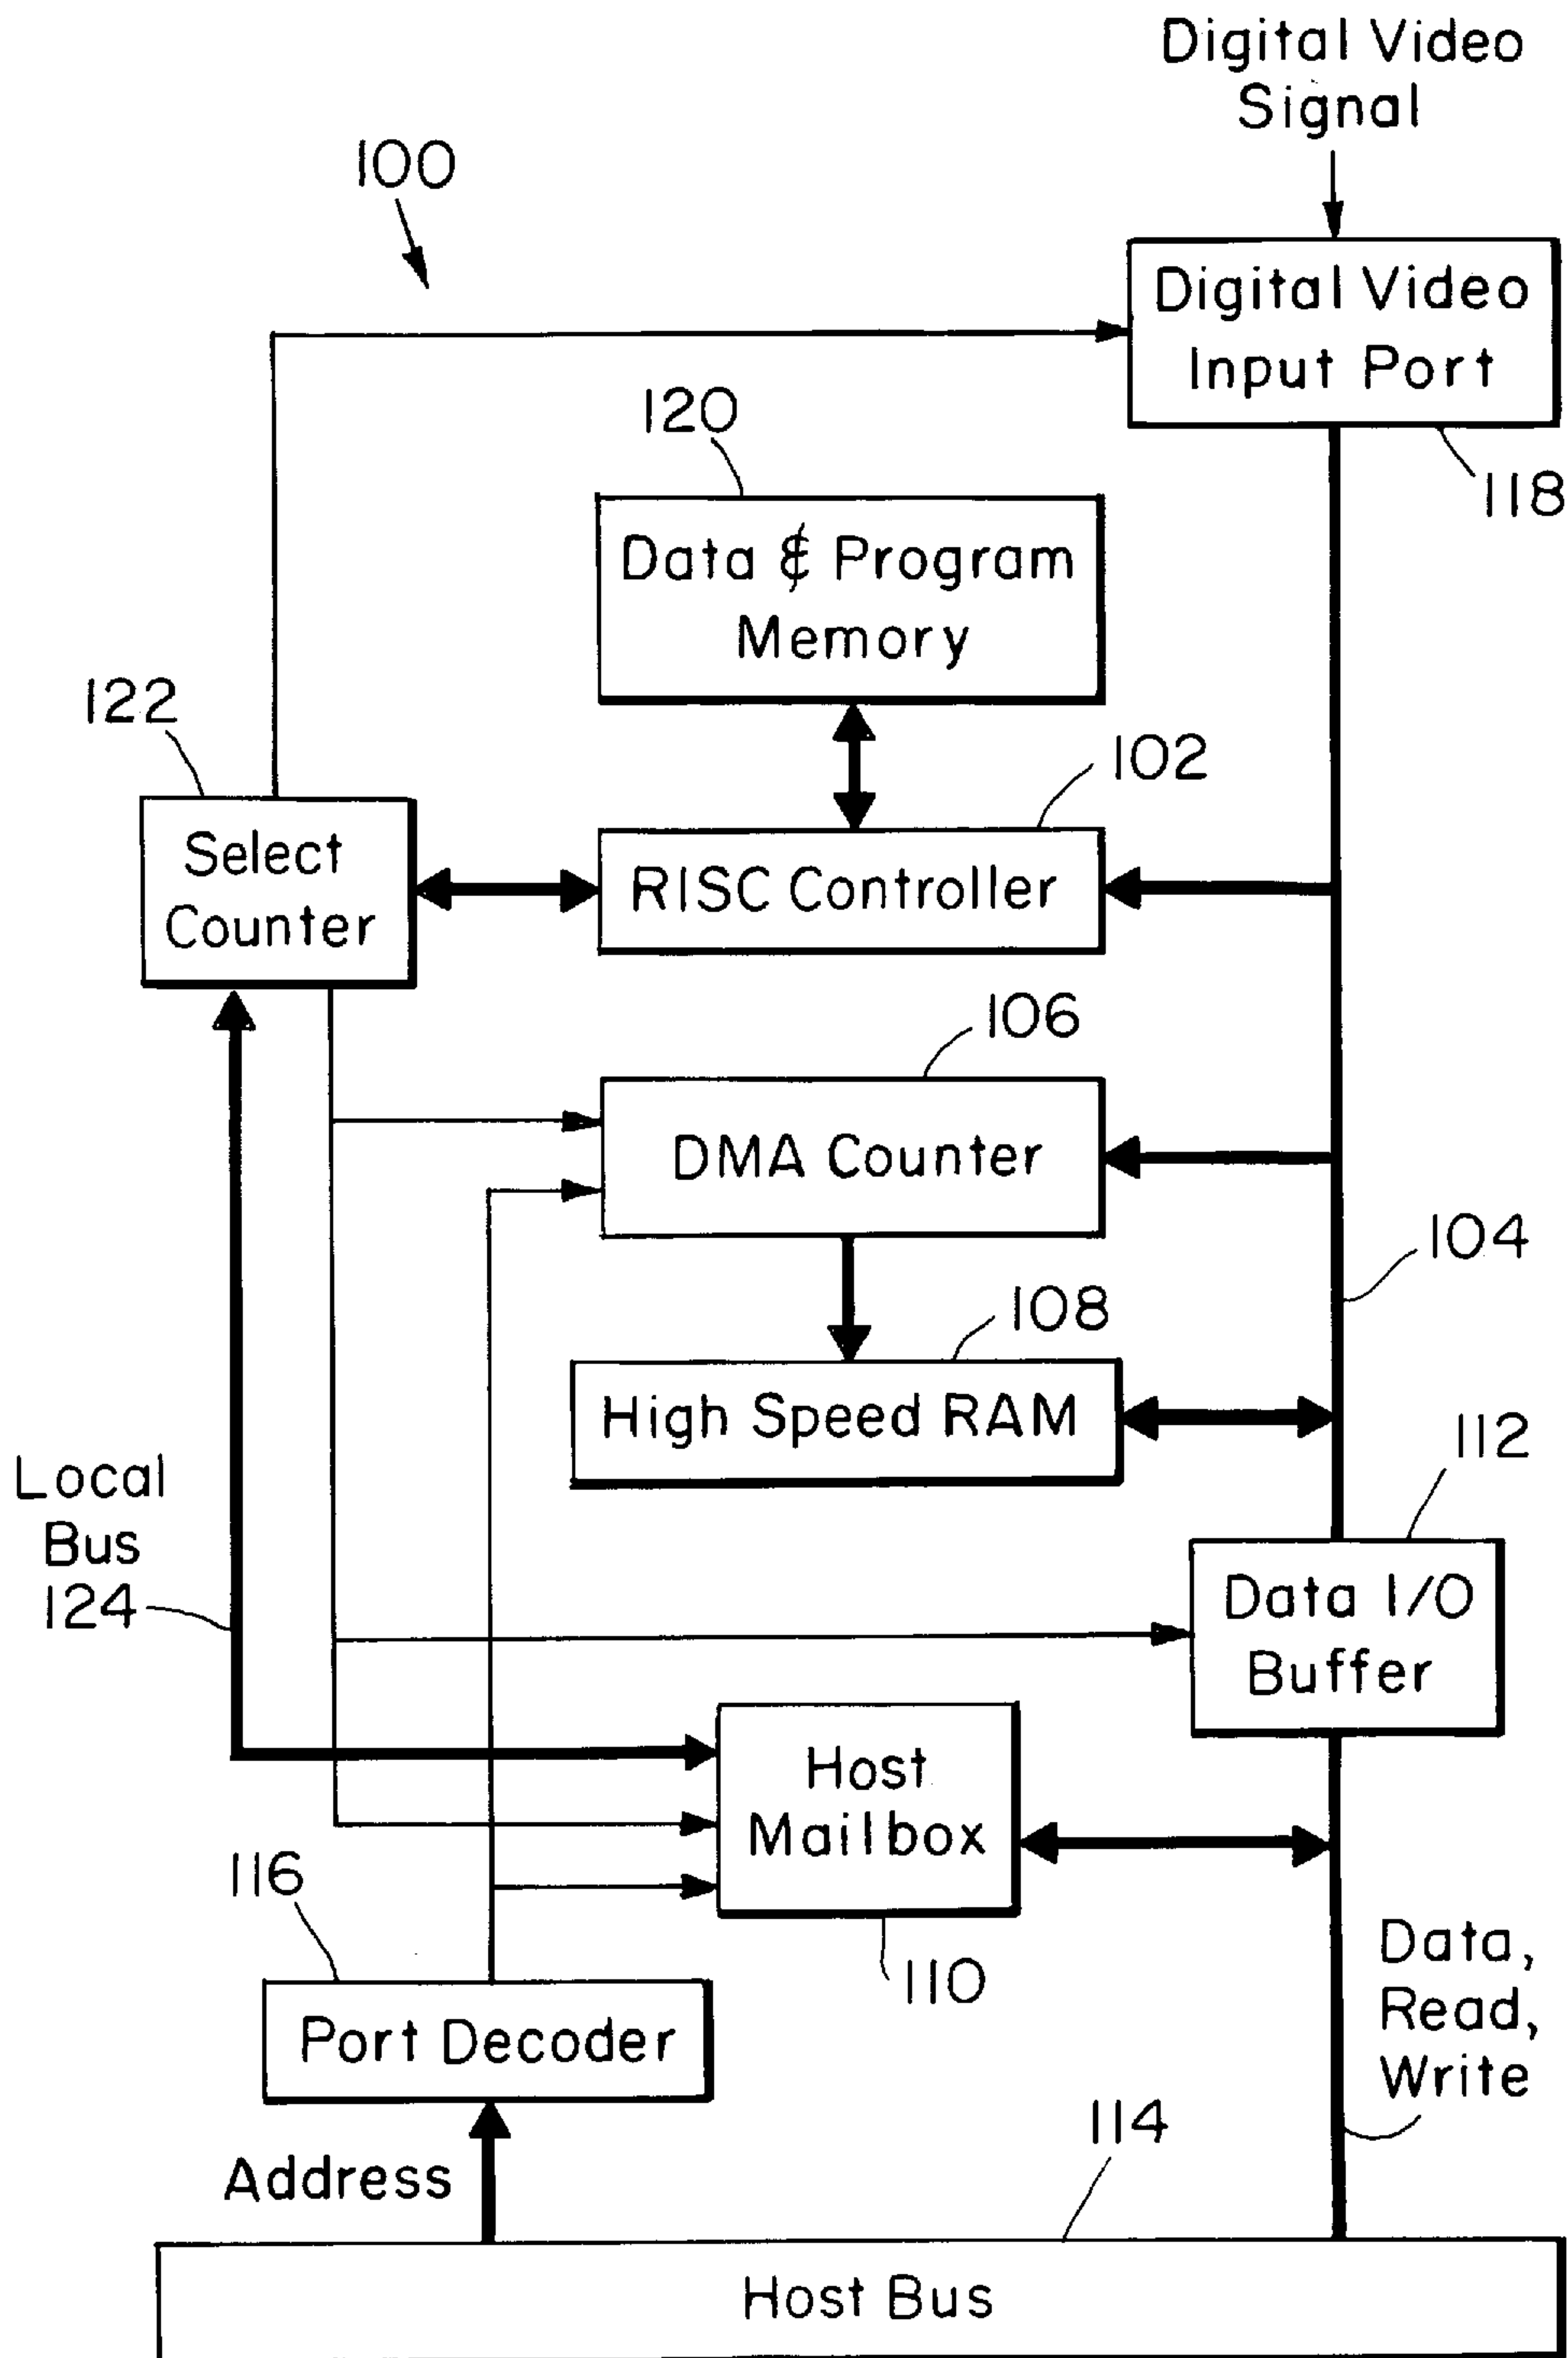 Digital Video
Signal
100
Digital Video
Input Port
118
120
Data & Program
Memory
122
102
Select
Counter
RISC Controller
106
DMA Counter
104
108
High Speed RAM
112
Local
Bus
124
Data I/O
Buffer
Host
Mailbox
116
110
Data,
Read,
Write
Port Decoder
114
Address
Host Bus